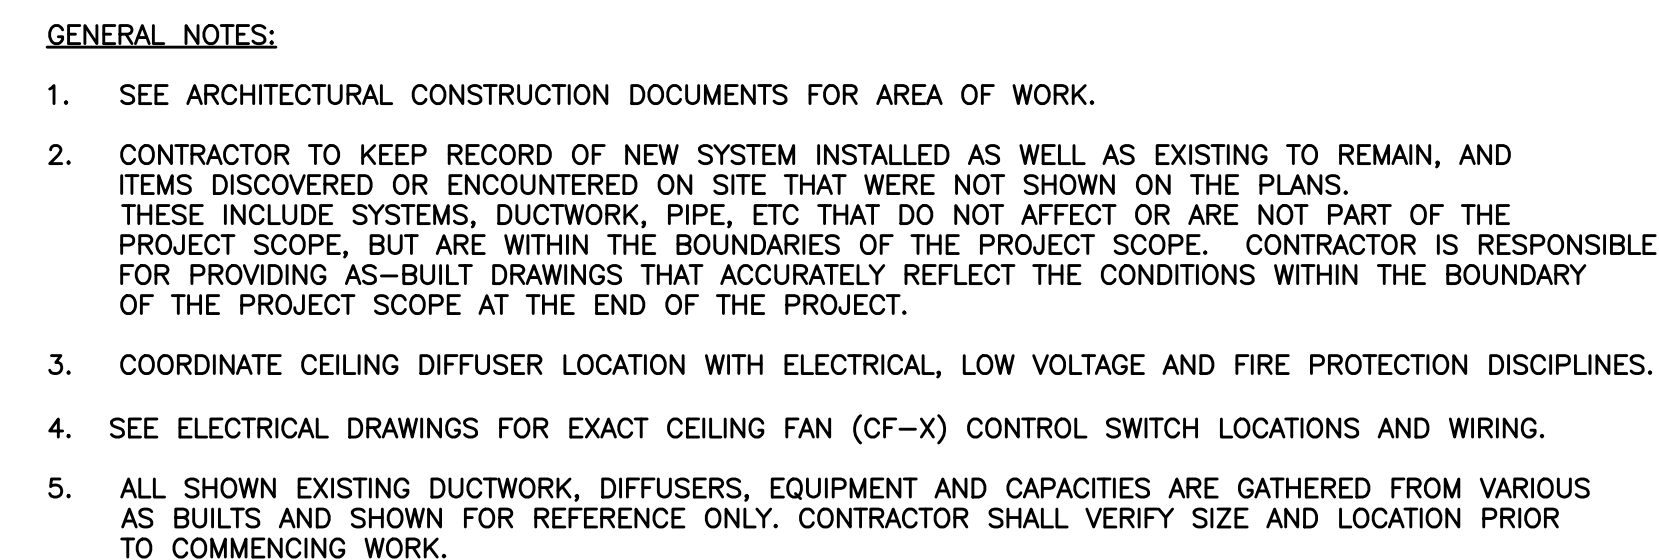 GENERAL NOTES:
1. SEE ARCHITECTURAL CONSTRUCTION DOCUMENTS FOR AREA OF WORK.
2. CONTRACTOR TO KEEP RECORD OF NEW SYSTEM INSTALLED AS WELL AS EXISTING TO REMAIN, AND
ITEMS DISCOVERED OR ENCOUNTERED ON SITE THAT WERE NOT SHOWN ON THE PLANS.
THESE INCLUDE SYSTEMS, DUCTWORK, PIPE, ETC THAT DO NOT AFFECT OR ARE NOT PART OF THE
PROJECT SCOPE, BUT ARE WITHIN THE BOUNDARIES OF THE PROJECT SCOPE. CONTRACTOR IS RESPONSIBLE
FOR PROVIDING AS-BUILT DRAWINGS THAT ACCURATELY REFLECT THE CONDITIONS WITHIN THE BOUNDARY
OF THE PROJECT SCOPE AT THE END OF THE PROJECT.
3. COORDINATE CEILING DIFFUSER LOCATION WITH ELECTRICAL, LOW VOLTAGE AND FIRE PROTECTION DISCIPLINES.
4. SEE ELECTRICAL DRAWINGS FOR EXACT CEILING FAN (CF-X) CONTROL SWITCH LOCATIONS AND WIRING.
5. ALL SHOWN EXISTING DUCTWORK, DIFFUSERS, EQUIPMENT AND CAPACITIES ARE GATHERED FROM VARIOUS
AS BUILTS AND SHOWN FOR REFERENCE ONLY. CONTRACTOR SHALL VERIFY SIZE AND LOCATION PRIOR
TO COMMENCING WORK.